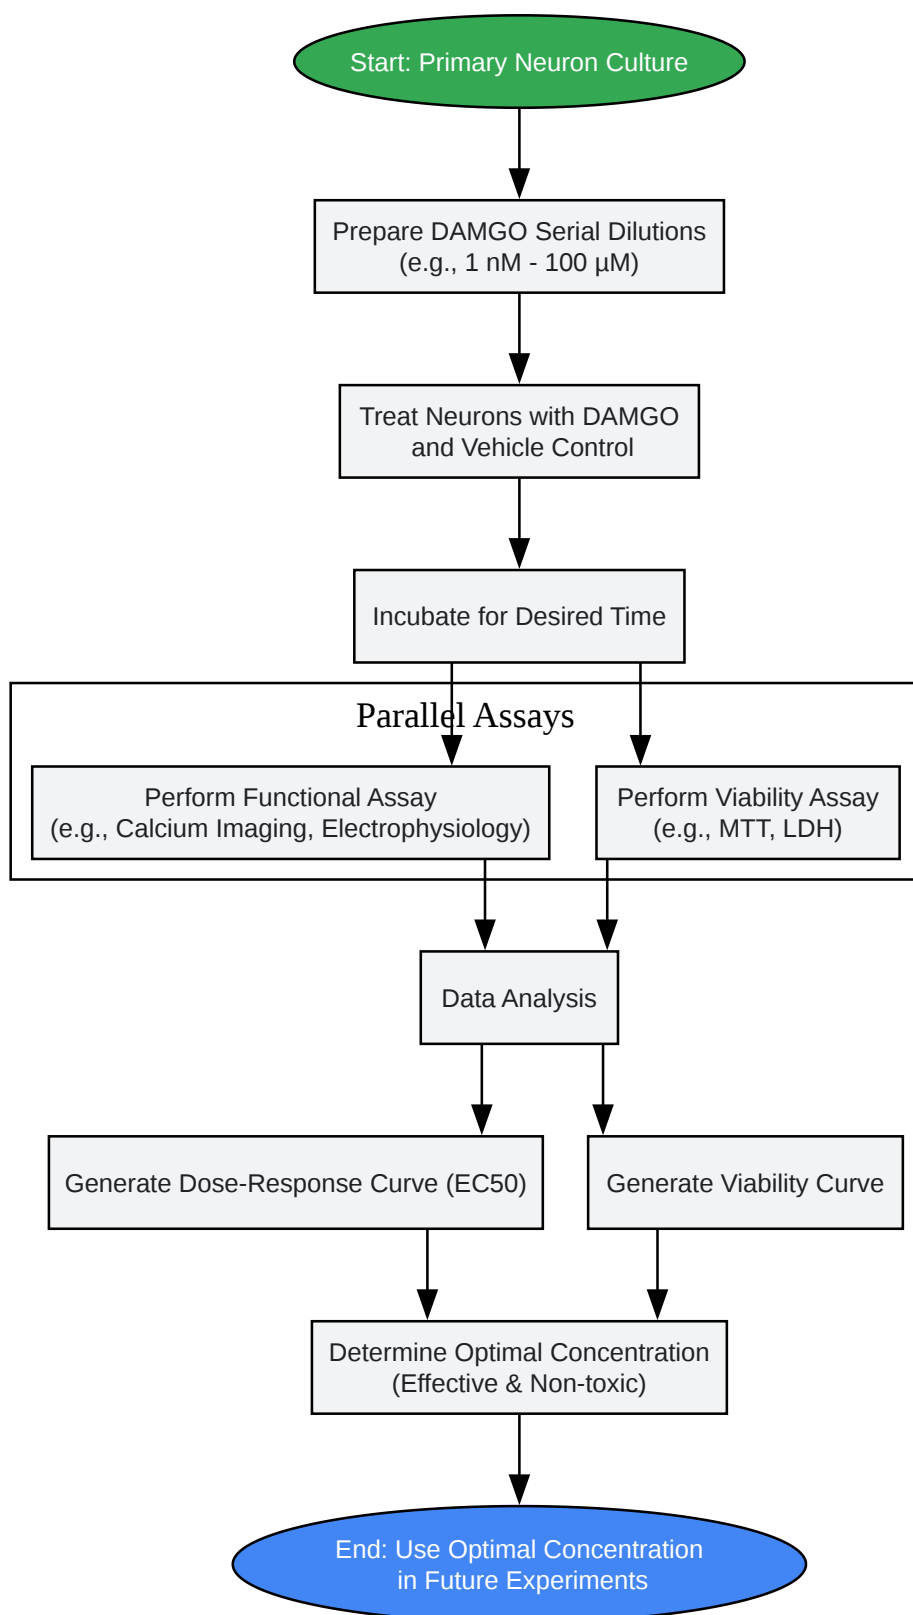 Start: Primary Neuron Culture
Prepare DAMGO Serial Dilutions
(e.g., 1 nM - 100 µM)
Treat Neurons with DAMGO
and Vehicle Control
Incubate for Desired Time
Parallel Assays
Perform Functional Assay
(e.g., Calcium Imaging, Electrophysiology)
Perform Viability Assay
(e.g., MTT, LDH)
Data Analysis
Generate Dose-Response Curve (EC50)
Generate Viability Curve
Determine Optimal Concentration
(Effective & Non-toxic)
End: Use Optimal Concentration
in Future Experiments